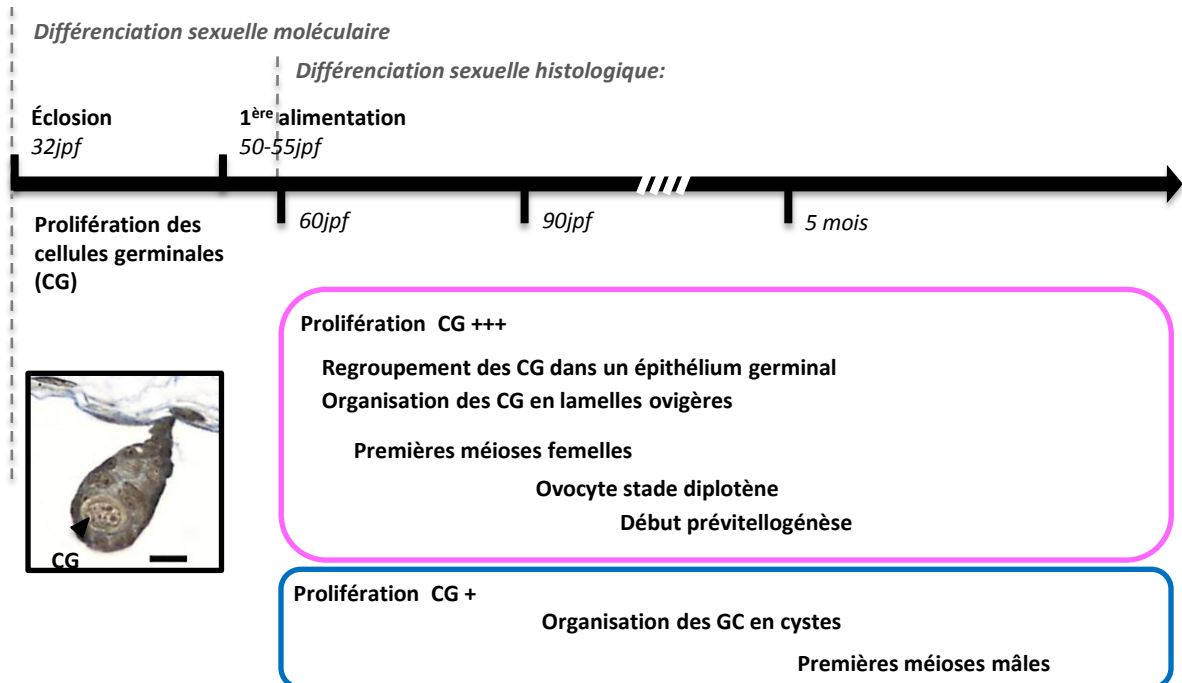 Différenciation sexuelle moléculaire
Différenciation sexuelle histologique:
Éclosion
32jpf
1ère alimentation
50-55jpf
60jpf
90jpf
5 mois
Prolifération des
cellules germinales
(CG)
CG
Prolifération CG +++
Regroupement des CG dans un épithélium germinal
Organisation des CG en lamelles ovigères
Premières méioses femelles
Ovocyte stade diplotène
Début prévitellogénèse
Prolifération CG +
Organisation des GC en cystes
Premières méioses mâles